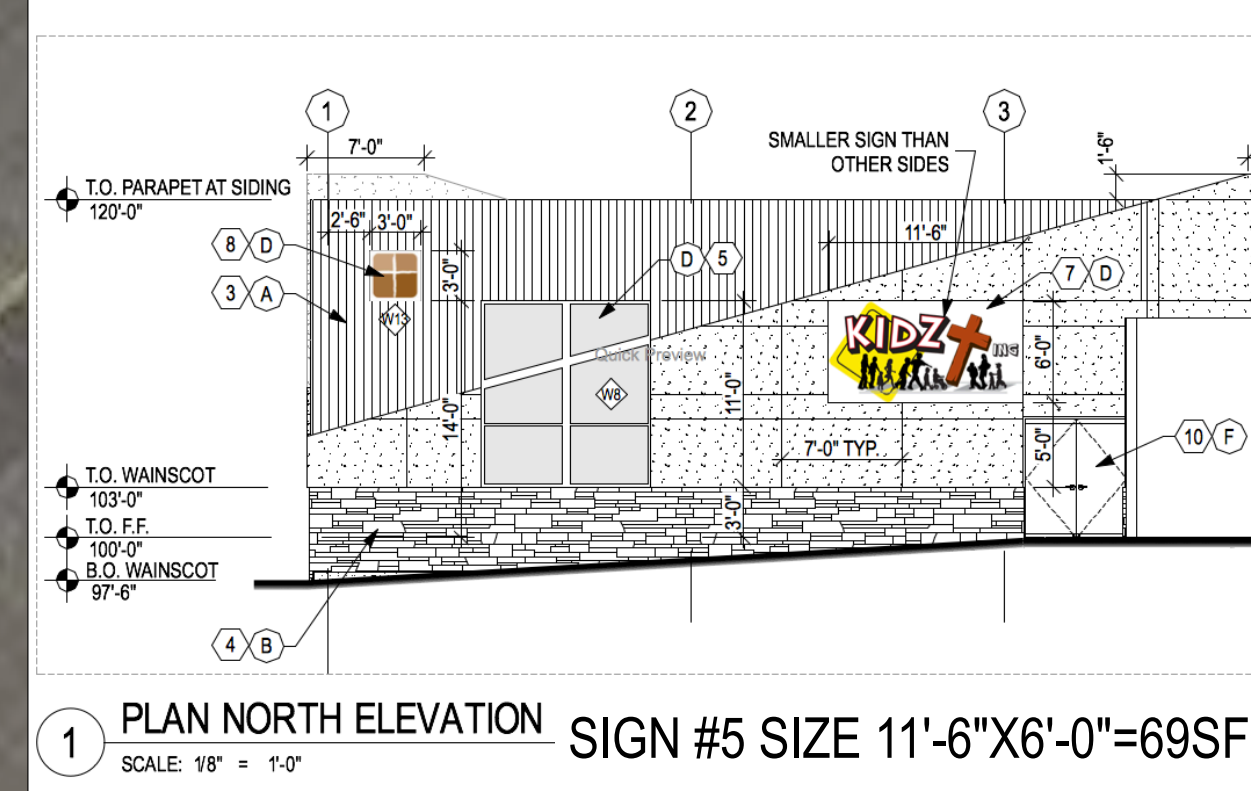 1
2
3
7'-0"
SMALLER SIGN THAN
OTHER SIDES
1'-6"
T.O. PARAPET AT SIDING
120'-0"
2'-6" 3'-0"
8 D
3 A
3'-0"
W13
D 5
11'-6"
7 D
KIDZ
ING
Quick Preview
W8
6'-0"
11'-0"
14'-0"
7'-0" TYP.
5'-0"
10 F
T.O. WAINSCOT
103'-0"
3'-0"
T.O. F.F.
100'-0"
B.O. WAINSCOT
97'-6"
4 B
1 PLAN NORTH ELEVATION
SCALE: 1/8" = 1'-0"
SIGN #5 SIZE 11'-6"X6'-0"=69SF